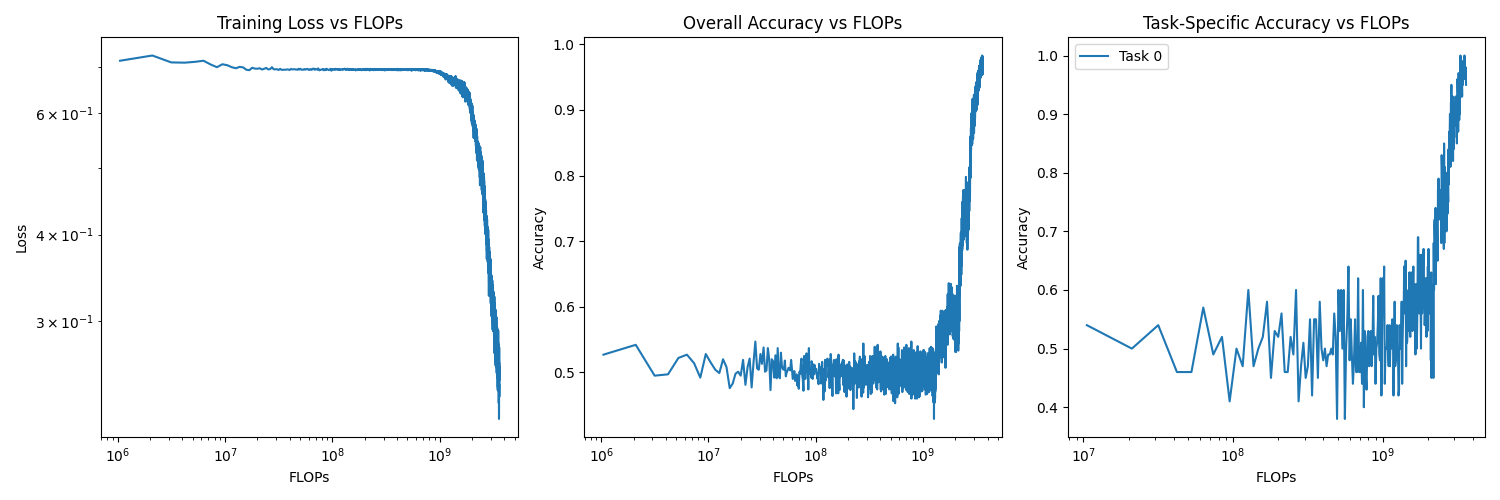 Training Loss vs FLOPs
Loss
6 × 10⁻¹
4 × 10⁻¹
3 × 10⁻¹
10⁶
10⁷
10⁸
10⁹
FLOPs
Overall Accuracy vs FLOPs
Accuracy
1.0
0.9
0.8
0.7
0.6
0.5
10⁶
10⁷
10⁸
10⁹
FLOPs
Task-Specific Accuracy vs FLOPs
Task 0
Accuracy
1.0
0.9
0.8
0.7
0.6
0.5
0.4
10⁷
10⁸
10⁹
FLOPs